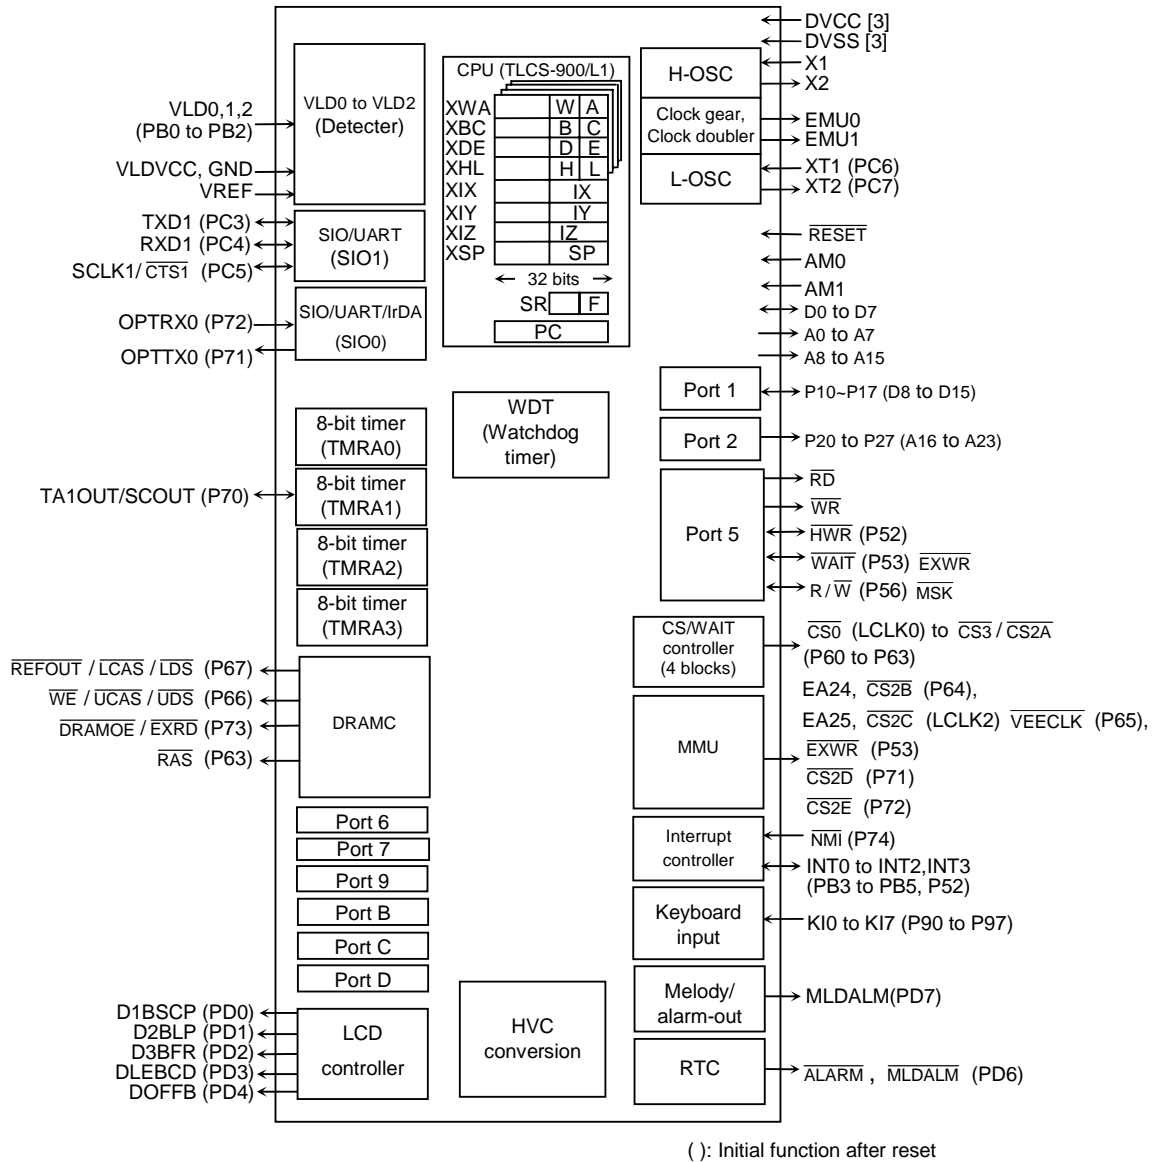 DVCC [3]
DVSS [3]
H-OSC
X1
X2
Clock gear,
Clock doubler
EMU0
EMU1
L-OSC
XT1 (PC6)
XT2 (PC7)
CPU (TLCS-900/L1)
XWA W A
XBC B C
XDE D E
XHL H L
XIX IX
XIY IY
XIZ IZ
XSP SP
32 bits
SR F
PC
VLD0 to VLD2
(Detecter)
VLD0,1,2
(PB0 to PB2)
VLDVCC, GND
VREF
TXD1 (PC3)
RXD1 (PC4)
SCLK1/CTS1 (PC5)
SIO/UART
(SIO1)
OPTRX0 (P72)
OPTTX0 (P71)
SIO/UART/IrDA
(SIO0)
RESET
AM0
AM1
D0 to D7
A0 to A7
A8 to A15
Port 1
P10~P17 (D8 to D15)
Port 2
P20 to P27 (A16 to A23)
WDT
(Watchdog
timer)
8-bit timer
(TMRA0)
TA1OUT/SCOUT (P70)
8-bit timer
(TMRA1)
8-bit timer
(TMRA2)
8-bit timer
(TMRA3)
Port 5
RD
WR
HWR (P52)
WAIT (P53) EXWR
R/W (P56) MSK
CS/WAIT
controller
(4 blocks)
CS0 (LCLK0) to CS3/CS2A
(P60 to P63)
REFOUT/LCAS/LDS (P67)
WE/UCAS/UDS (P66)
DRAMOE/EXRD (P73)
RAS (P63)
DRAMC
MMU
EA24, CS2B (P64),
EA25, CS2C (LCLK2) VEECLK (P65),
EXWR (P53)
CS2D (P71)
CS2E (P72)
Port 6
Port 7
Port 9
Port B
Port C
Port D
Interrupt
controller
NMI (P74)
INT0 to INT2,INT3
(PB3 to PB5, P52)
Keyboard
input
KI0 to KI7 (P90 to P97)
Melody/
alarm-out
MLDALM(PD7)
D1BSCP (PD0)
D2BLP (PD1)
D3BFR (PD2)
DLEBCD (PD3)
DOFFB (PD4)
LCD
controller
HVC
conversion
RTC
ALARM, MLDALM (PD6)
( ): Initial function after reset